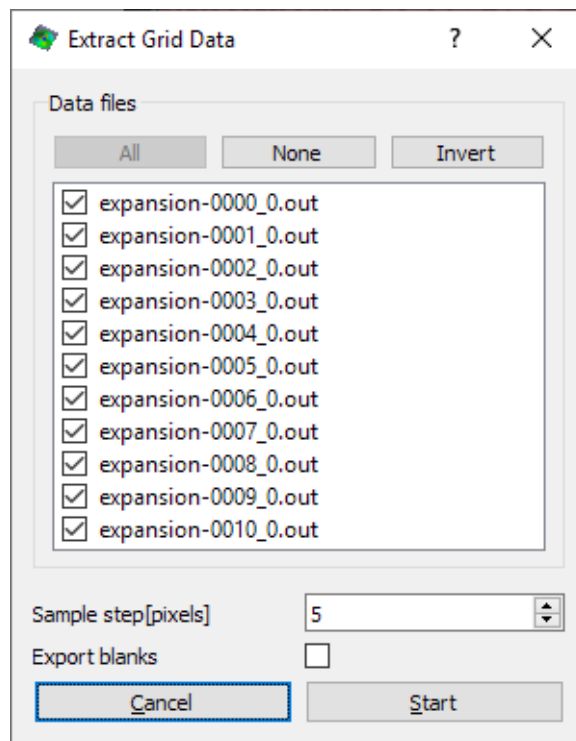 Extract Grid Data ?
Data files
All None Invert
expansion-0000_0.out
expansion-0001_0.out
expansion-0002_0.out
expansion-0003_0.out
expansion-0004_0.out
expansion-0005_0.out
expansion-0006_0.out
expansion-0007_0.out
expansion-0008_0.out
expansion-0009_0.out
expansion-0010_0.out
Sample step[pixels] 5
Export blanks
Cancel Start